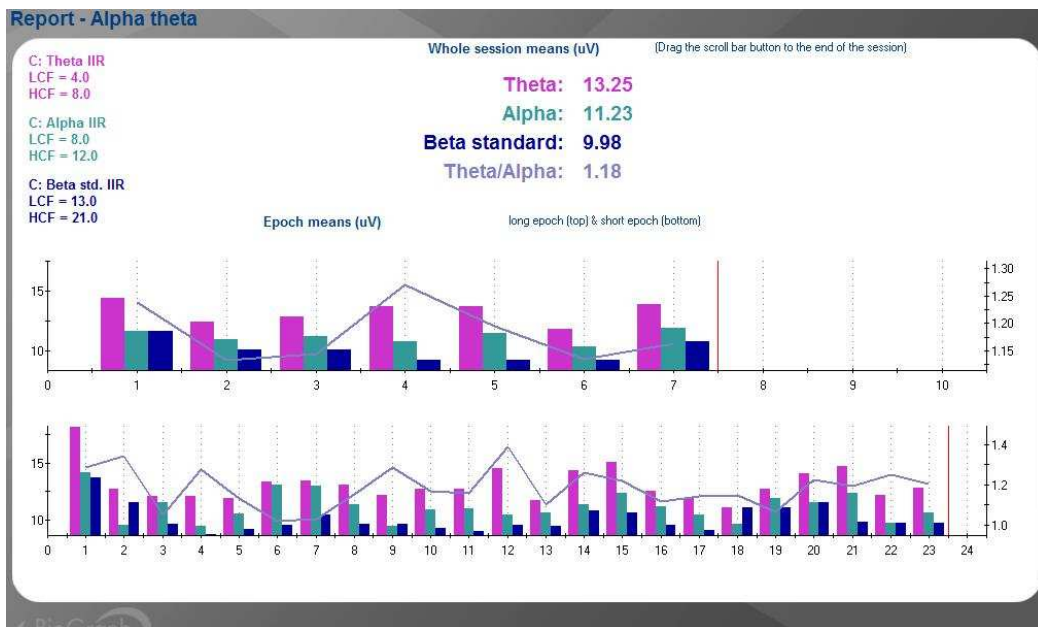 Report - Alpha theta
C: Theta IIR
LCF = 4.0
HCF = 8.0
C: Alpha IIR
LCF = 8.0
HCF = 12.0
C: Beta std. IIR
LCF = 13.0
HCF = 21.0
Whole session means (uV) (Drag the scroll bar button to the end of the session)
Theta: 13.25
Alpha: 11.23
Beta standard: 9.98
Theta/Alpha: 1.18
Epoch means (uV) long epoch (top) & short epoch (bottom)
15
10
1.30
1.25
1.20
1.15
0 1 2 3 4 5 6 7 8 9 10
15
10
1.4
1.2
1.0
0 1 2 3 4 5 6 7 8 9 10 11 12 13 14 15 16 17 18 19 20 21 22 23 24